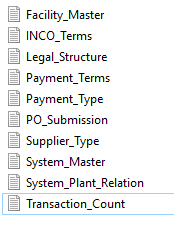 Facility_Master
INCO_Terms
Legal_Structure
Payment_Terms
Payment_Type
PO_Submission
Supplier_Type
System_Master
System_Plant_Relation
Transaction_Count